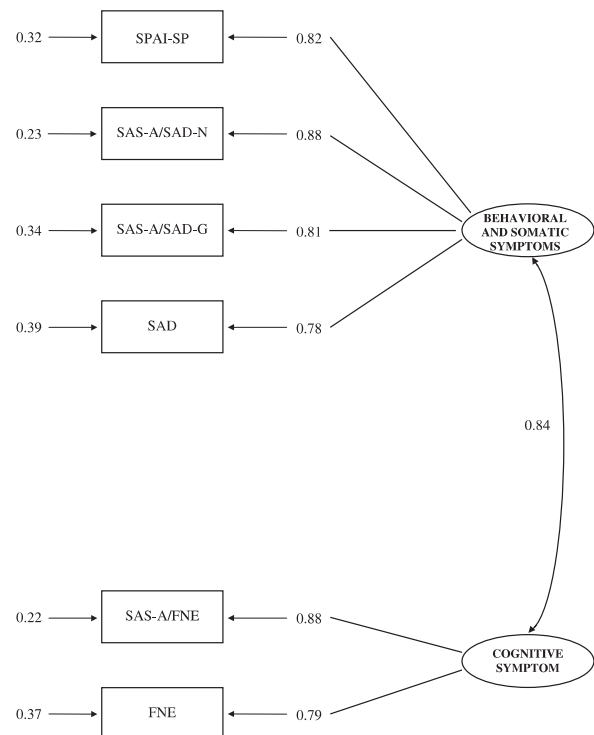 0.32 SPAI-SP 0.82
0.23 SAS-A/SAD-N 0.88
BEHAVIORAL
AND SOMATIC
SYMPTOMS
0.34 SAS-A/SAD-G 0.81
0.39 SAD 0.78
0.84
0.22 SAS-A/FNE 0.88
COGNITIVE
SYMPTOM
0.37 FNE 0.79